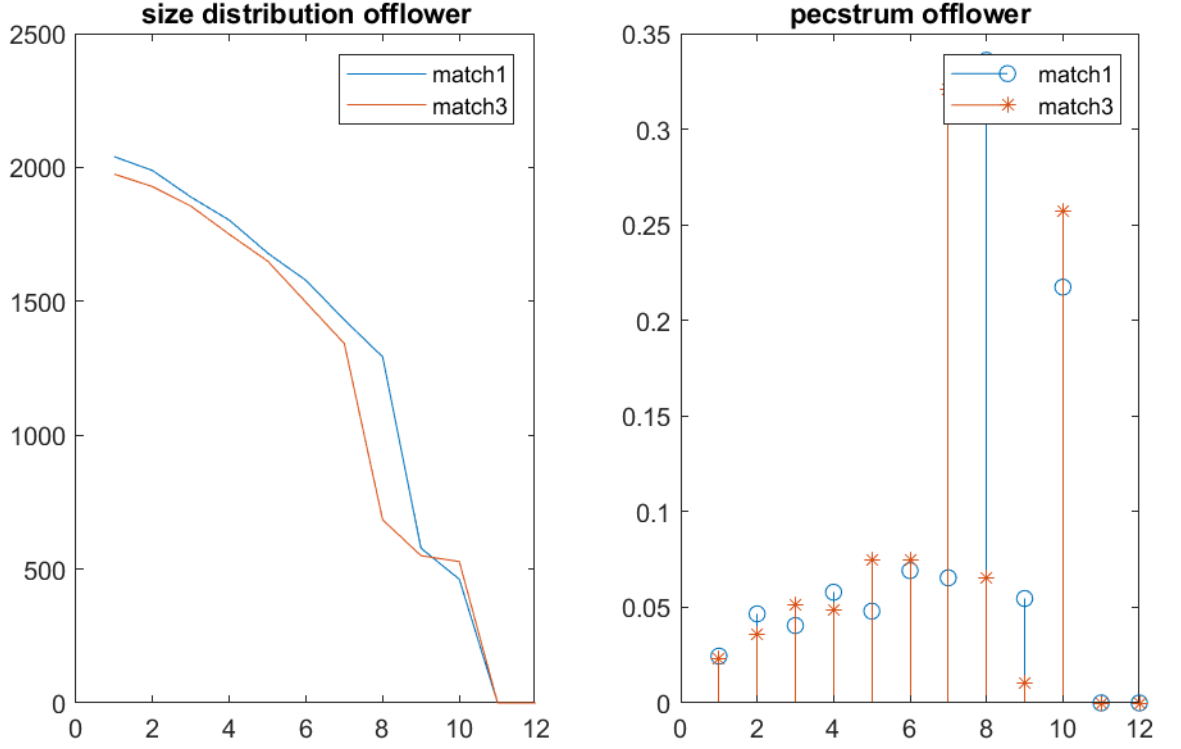 size distribution offlower
2500
2000
1500
1000
500
0
0 2 4 6 8 10 12
match1
match3
pecstrum offlower
0.35
0.3
0.25
0.2
0.15
0.1
0.05
0
0 2 4 6 8 10 12
match1
match3